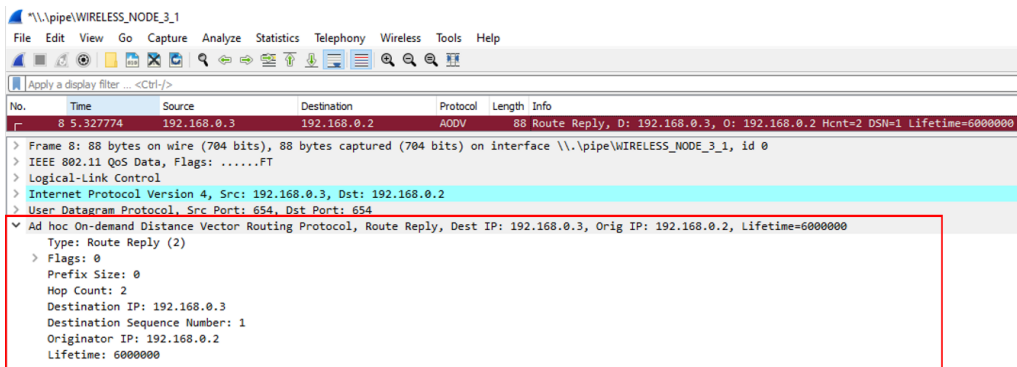 *\\.\pipe\WIRELESS_NODE_3_1
File Edit View Go Capture Analyze Statistics Telephony Wireless Tools Help
Apply a display filter ... <Ctrl-/>
No. Time Source Destination Protocol Length Info
8 5.327774 192.168.0.3 192.168.0.2 AODV 88 Route Reply, D: 192.168.0.3, O: 192.168.0.2 Hcnt=2 DSN=1 Lifetime=6000000
> Frame 8: 88 bytes on wire (704 bits), 88 bytes captured (704 bits) on interface \\.\pipe\WIRELESS_NODE_3_1, id 0
> IEEE 802.11 QoS Data, Flags: ......FT
> Logical-Link Control
> Internet Protocol Version 4, Src: 192.168.0.3, Dst: 192.168.0.2
> User Datagram Protocol, Src Port: 654, Dst Port: 654
Ad hoc On-demand Distance Vector Routing Protocol, Route Reply, Dest IP: 192.168.0.3, Orig IP: 192.168.0.2, Lifetime=6000000
Type: Route Reply (2)
> Flags: 0
Prefix Size: 0
Hop Count: 2
Destination IP: 192.168.0.3
Destination Sequence Number: 1
Originator IP: 192.168.0.2
Lifetime: 6000000